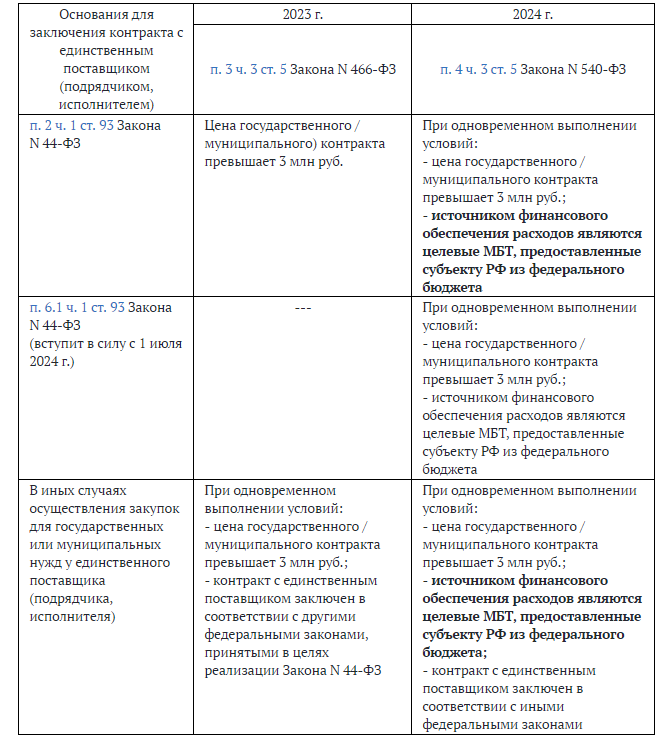 Основания для
заключения контракта с
единственным
поставщиком
(подрядчиком,
исполнителем)
2023 г.
2024 г.
п. 3 ч. 3 ст. 5 Закона N 466-ФЗ
п. 4 ч. 3 ст. 5 Закона N 540-ФЗ
п. 2 ч. 1 ст. 93 Закона
N 44-ФЗ
Цена государственного /
муниципального) контракта
превышает 3 млн руб.
При одновременном выполнении
условий:
- цена государственного /
муниципального контракта
превышает 3 млн руб.;
- источником финансового
обеспечения расходов являются
целевые МБТ, предоставленные
субъекту РФ из федерального
бюджета
п. 6.1 ч. 1 ст. 93 Закона
N 44-ФЗ
(вступит в силу с 1 июля
2024 г.)
---
При одновременном выполнении
условий:
- цена государственного /
муниципального контракта
превышает 3 млн руб.;
- источником финансового
обеспечения расходов являются
целевые МБТ, предоставленные
субъекту РФ из федерального
бюджета
В иных случаях
осуществления закупок
для государственных
или муниципальных
нужд у единственного
поставщика
(подрядчика,
исполнителя)
При одновременном
выполнении условий:
- цена государственного /
муниципального контракта
превышает 3 млн руб.;
- контракт с единственным
поставщиком заключен в
соответствии с другими
федеральными законами,
принятыми в целях
реализации Закона N 44-ФЗ
При одновременном выполнении
условий:
- цена государственного /
муниципального контракта
превышает 3 млн руб.;
- источником финансового
обеспечения расходов являются
целевые МБТ, предоставленные
субъекту РФ из федерального
бюджета;
- контракт с единственным
поставщиком заключен в
соответствии с иными
федеральными законами